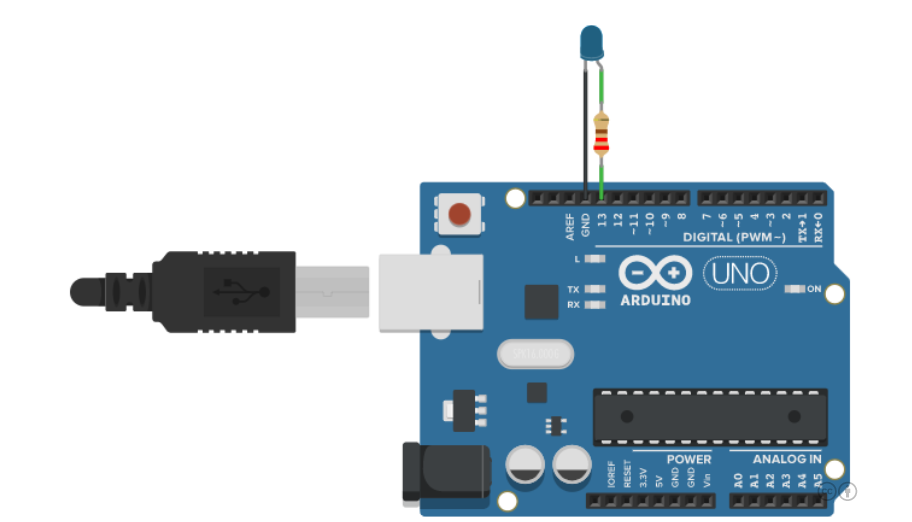 AREF
GND
13
12
~11
~10
~9
8
7
~6
~5
4
~3
2
TX→1
RX←0
DIGITAL (PWM~)
L
TX
RX
ARDUINO
UNO
ON
POWER
ANALOG IN
IOREF
RESET
3.3V
5V
GND
GND
Vin
A0
A1
A2
A3
A4
A5